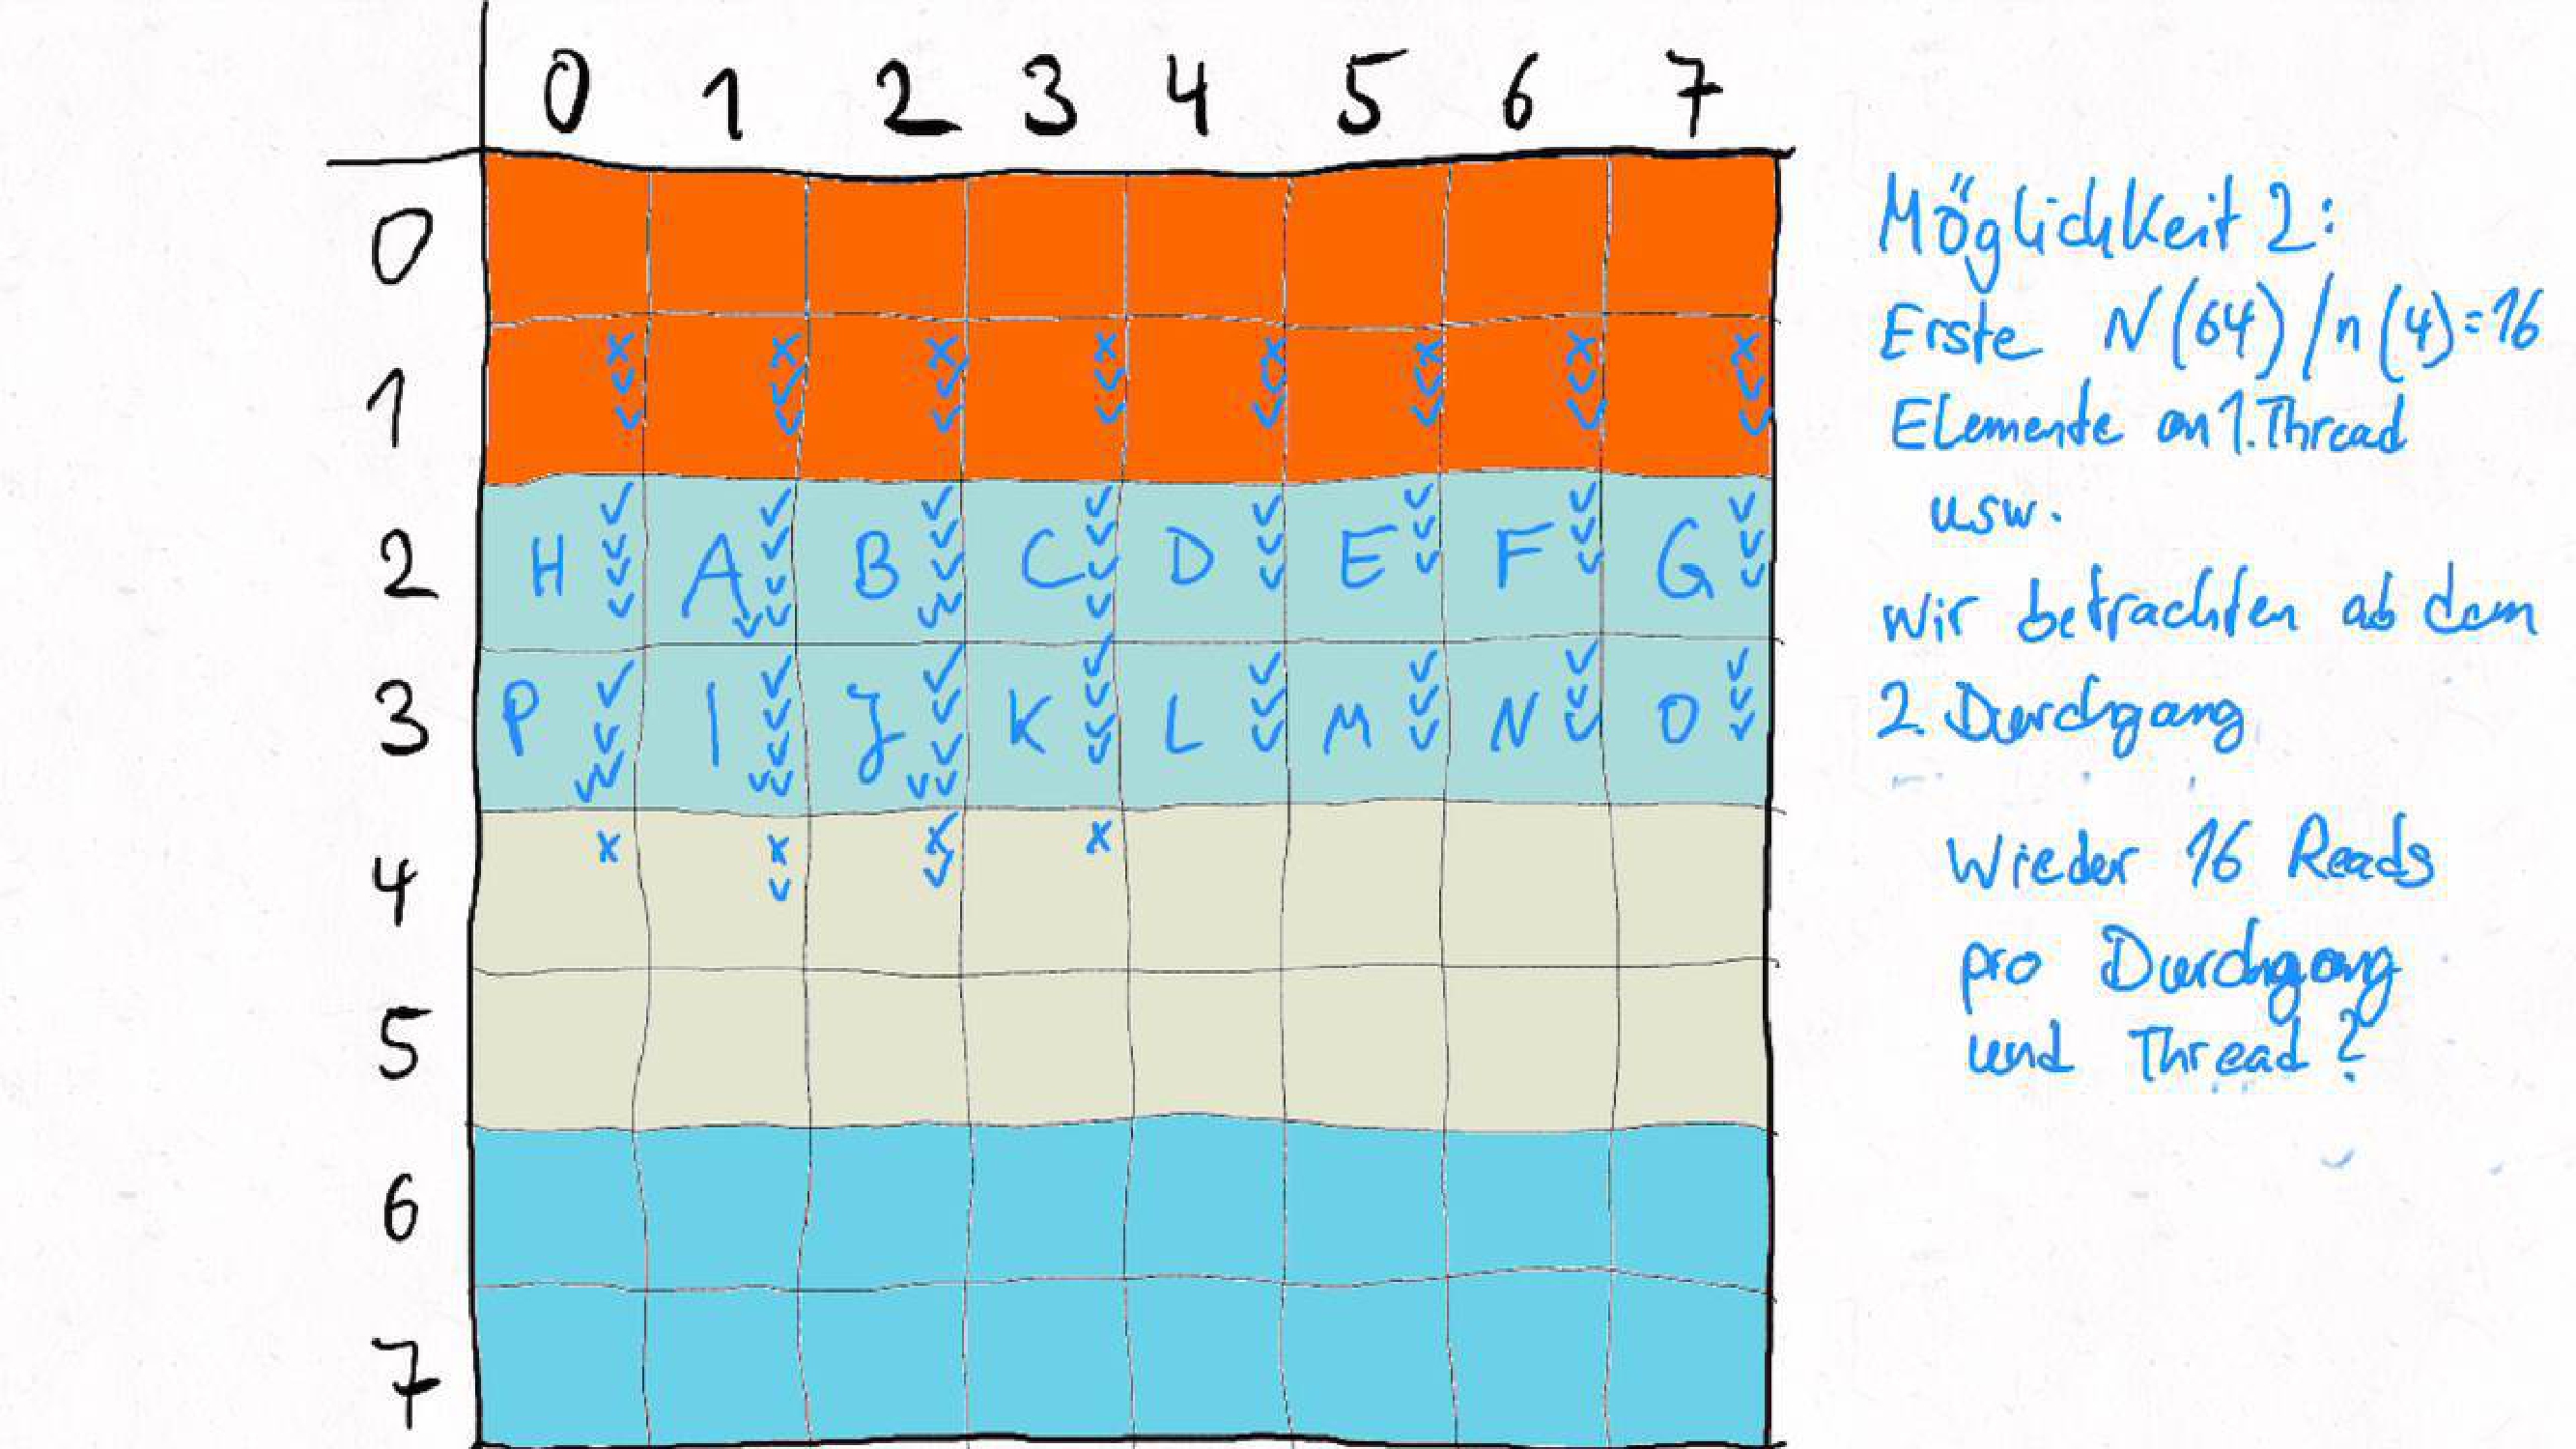 0 1 2 3 4 5 6 7
0
Möglichkeit 2:
Erste N(64)/n(4)=16
1
Elemente an 1. Thread
usw.
2 H A B C D E F G
wir betrachten ab dem
3 P I J K L M N O
2. Durchgang
4
Wieder 16 Reads
pro Durchgang
5
und Thread?
6
7